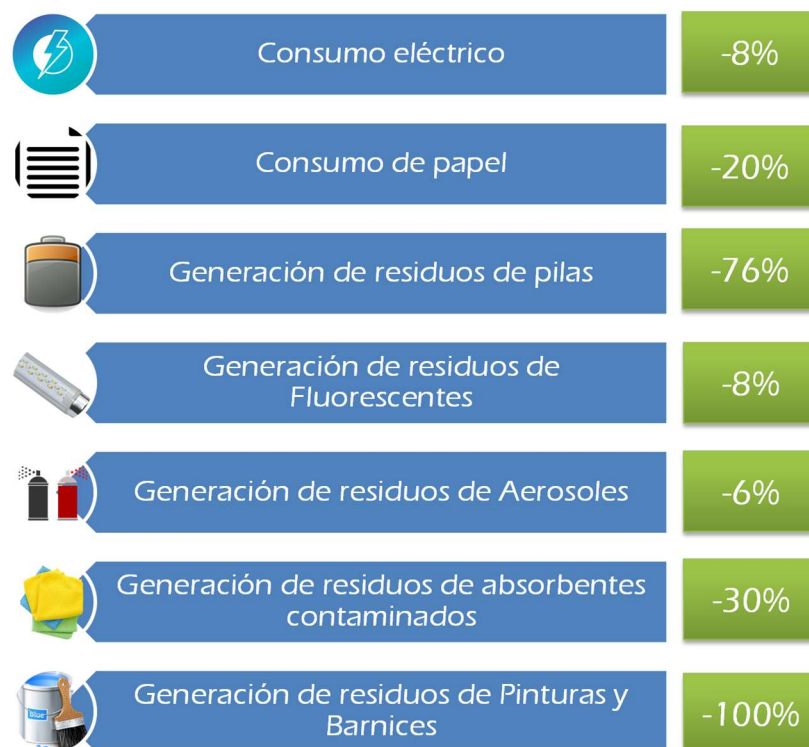 Consumo eléctrico
-8%
Consumo de papel
-20%
Generación de residuos de pilas
-76%
Generación de residuos de
Fluorescentes
-8%
Generación de residuos de Aerosoles
-6%
Generación de residuos de absorbentes
contaminados
-30%
Generación de residuos de Pinturas y
Barnices
-100%
Blue